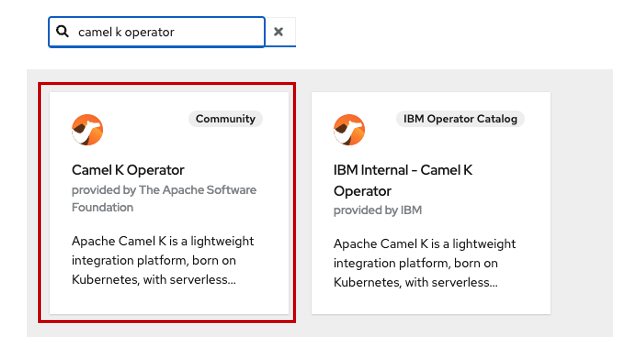 camel k operator
Community
Camel K Operator
provided by The Apache Software
Foundation
Apache Camel K is a lightweight
integration platform, born on
Kubernetes, with serverless...
IBM Operator Catalog
IBM Internal - Camel K
Operator
provided by IBM
Apache Camel K is a lightweight
integration platform, born on
Kubernetes, with serverless...